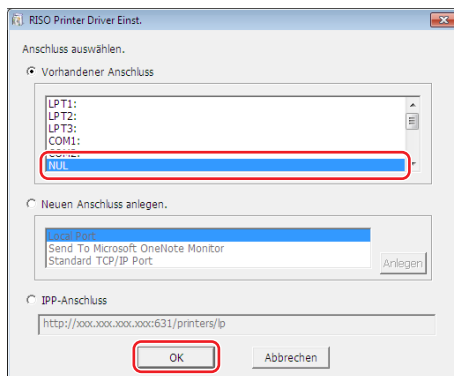 RISO Printer Driver Einst.
Anschluss auswählen.
Vorhandener Anschluss
LPT1:
LPT2:
LPT3:
COM1:
COM2:
NUL
Neuen Anschluss anlegen.
Local Port
Send To Microsoft OneNote Monitor
Standard TCP/IP Port
Anlegen
IPP-Anschluss
http://xxx.xxx.xxx.xxx:631/printers/lp
OK
Abbrechen